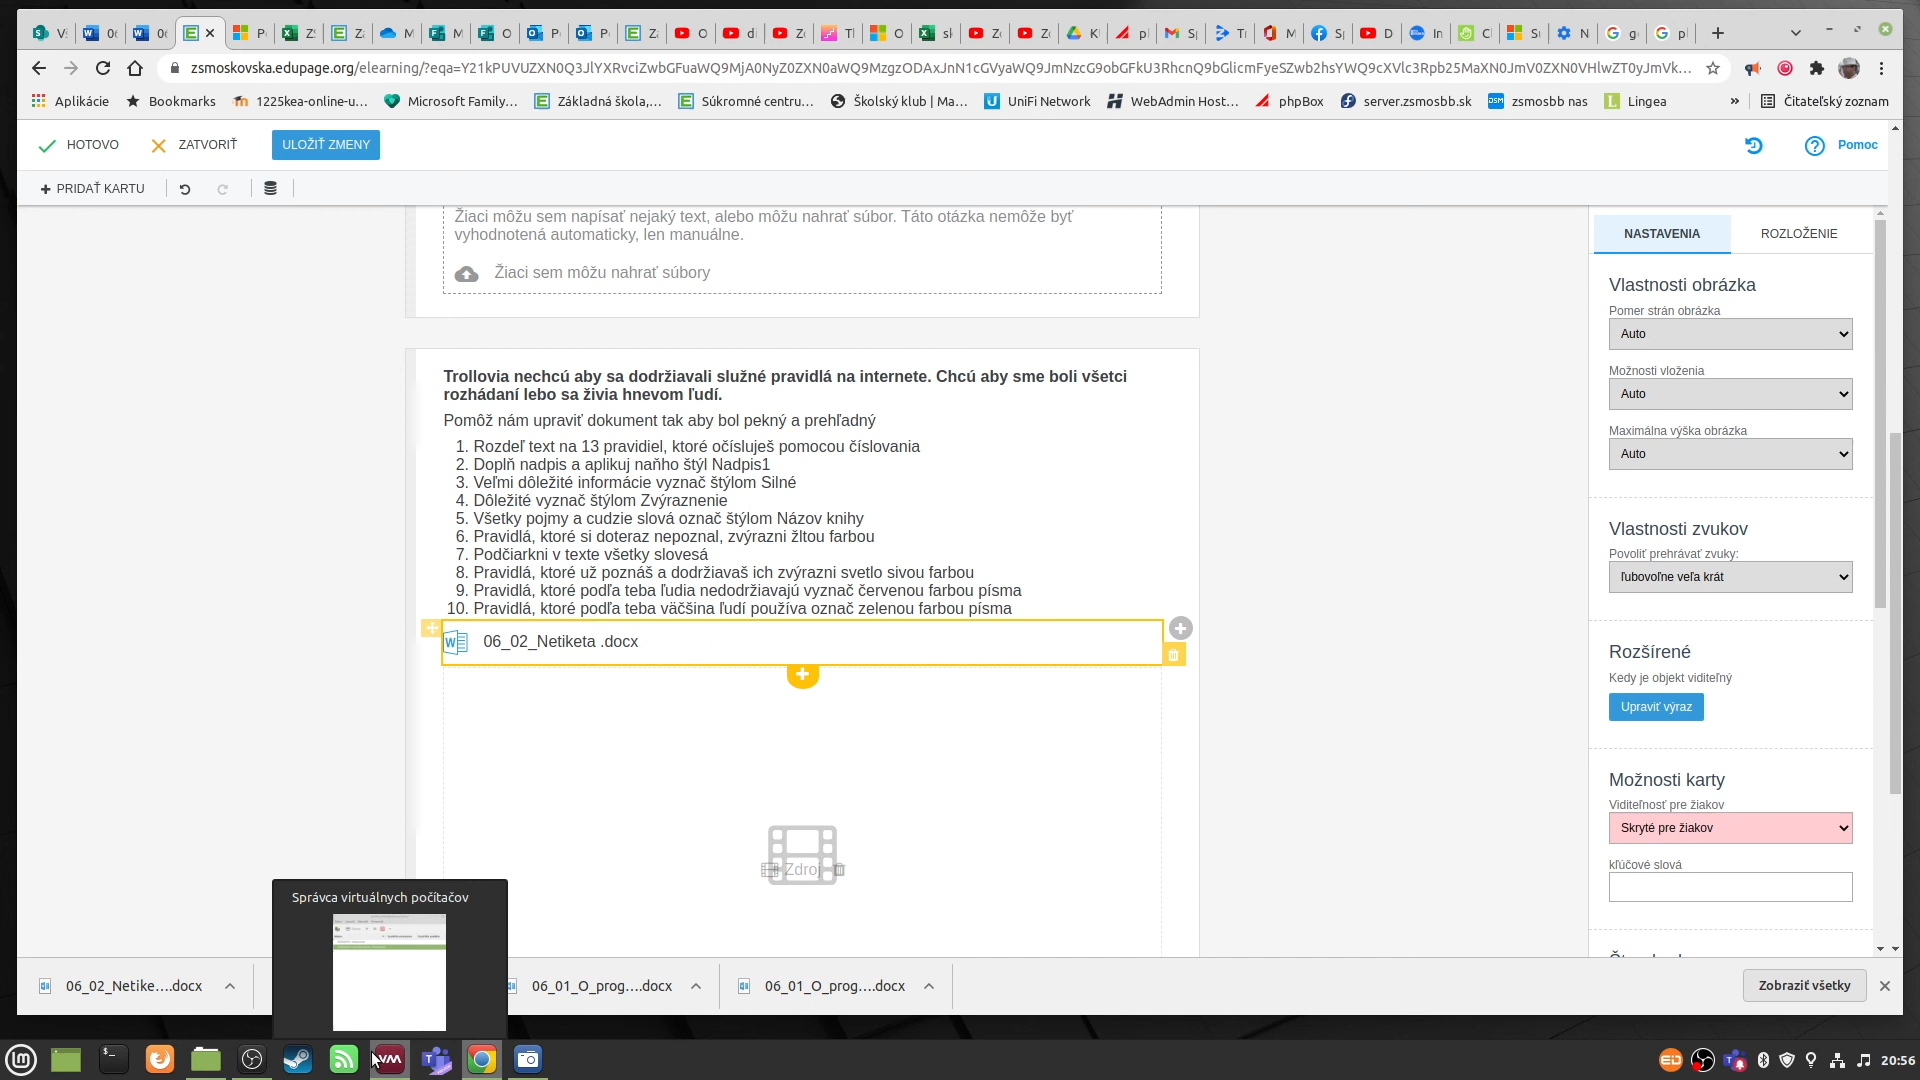 zsmoskovska.edupage.org/elearning/?eqa=Y21kPUVUZXN0Q3JlYXRvciZwbGFuaWQ9MjA0NyZ0ZXN0aWQ9MzgzODAxJnN1cGVyaWQ9JmNzcG9obGFkU3RhcnQ9bGlicmFyeSZwb2hsYWQ9cXVlc3Rpb25MaXN0JmV0ZXN0VHlwZT0yJmVk...
Aplikácie
Bookmarks
1225kea-online-u...
Microsoft Family...
Základná škola,...
Súkromné centru...
Školský klub | Ma...
UniFi Network
WebAdmin Host...
phpBox
server.zsmosbb.sk
zsmosbb nas
Lingea
»
Čitateľský zoznam
HOTOVO
ZATVORIŤ
ULOŽIŤ ZMENY
Pomoc
PRIDAŤ KARTU
Žiaci môžu sem napísať nejaký text, alebo môžu nahrať súbor. Táto otázka nemôže byť
vyhodnotená automaticky, len manuálne.
Žiaci sem môžu nahrať súbory
Trollovia nechcú aby sa dodržiavali služné pravidlá na internete. Chcú aby sme boli všetci
rozhádaní lebo sa živia hnevom ľudí.
Pomôž nám upraviť dokument tak aby bol pekný a prehľadný
1. Rozdeľ text na 13 pravidiel, ktoré očísluješ pomocou číslovania
2. Doplň nadpis a aplikuj naňho štýl Nadpis1
3. Veľmi dôležité informácie vyznač štýlom Silné
4. Dôležité vyznač štýlom Zvýraznenie
5. Všetky pojmy a cudzie slová označ štýlom Názov knihy
6. Pravidlá, ktoré si doteraz nepoznal, zvýrazni žltou farbou
7. Podčiarkni v texte všetky slovesá
8. Pravidlá, ktoré už poznáš a dodržiavaš ich zvýrazni svetlo sivou farbou
9. Pravidlá, ktoré podľa teba ľudia nedodržiavajú vyznač červenou farbou písma
10. Pravidlá, ktoré podľa teba väčšina ľudí používa označ zelenou farbou písma
06_02_Netiketa .docx
Zdroj
NASTAVENIA
ROZLOŽENIE
Vlastnosti obrázka
Pomer strán obrázka
Auto
Možnosti vloženia
Auto
Maximálna výška obrázka
Auto
Vlastnosti zvukov
Povoliť prehrávať zvuky:
ľubovoľne veľa krát
Rozšírené
Kedy je objekt viditeľný
Upraviť výraz
Možnosti karty
Viditeľnosť pre žiakov
Skryté pre žiakov
kľúčové slová
Správca virtuálnych počítačov
06_02_Netike....docx
06_01_O_prog....docx
06_01_O_prog....docx
Zobraziť všetky
20:56